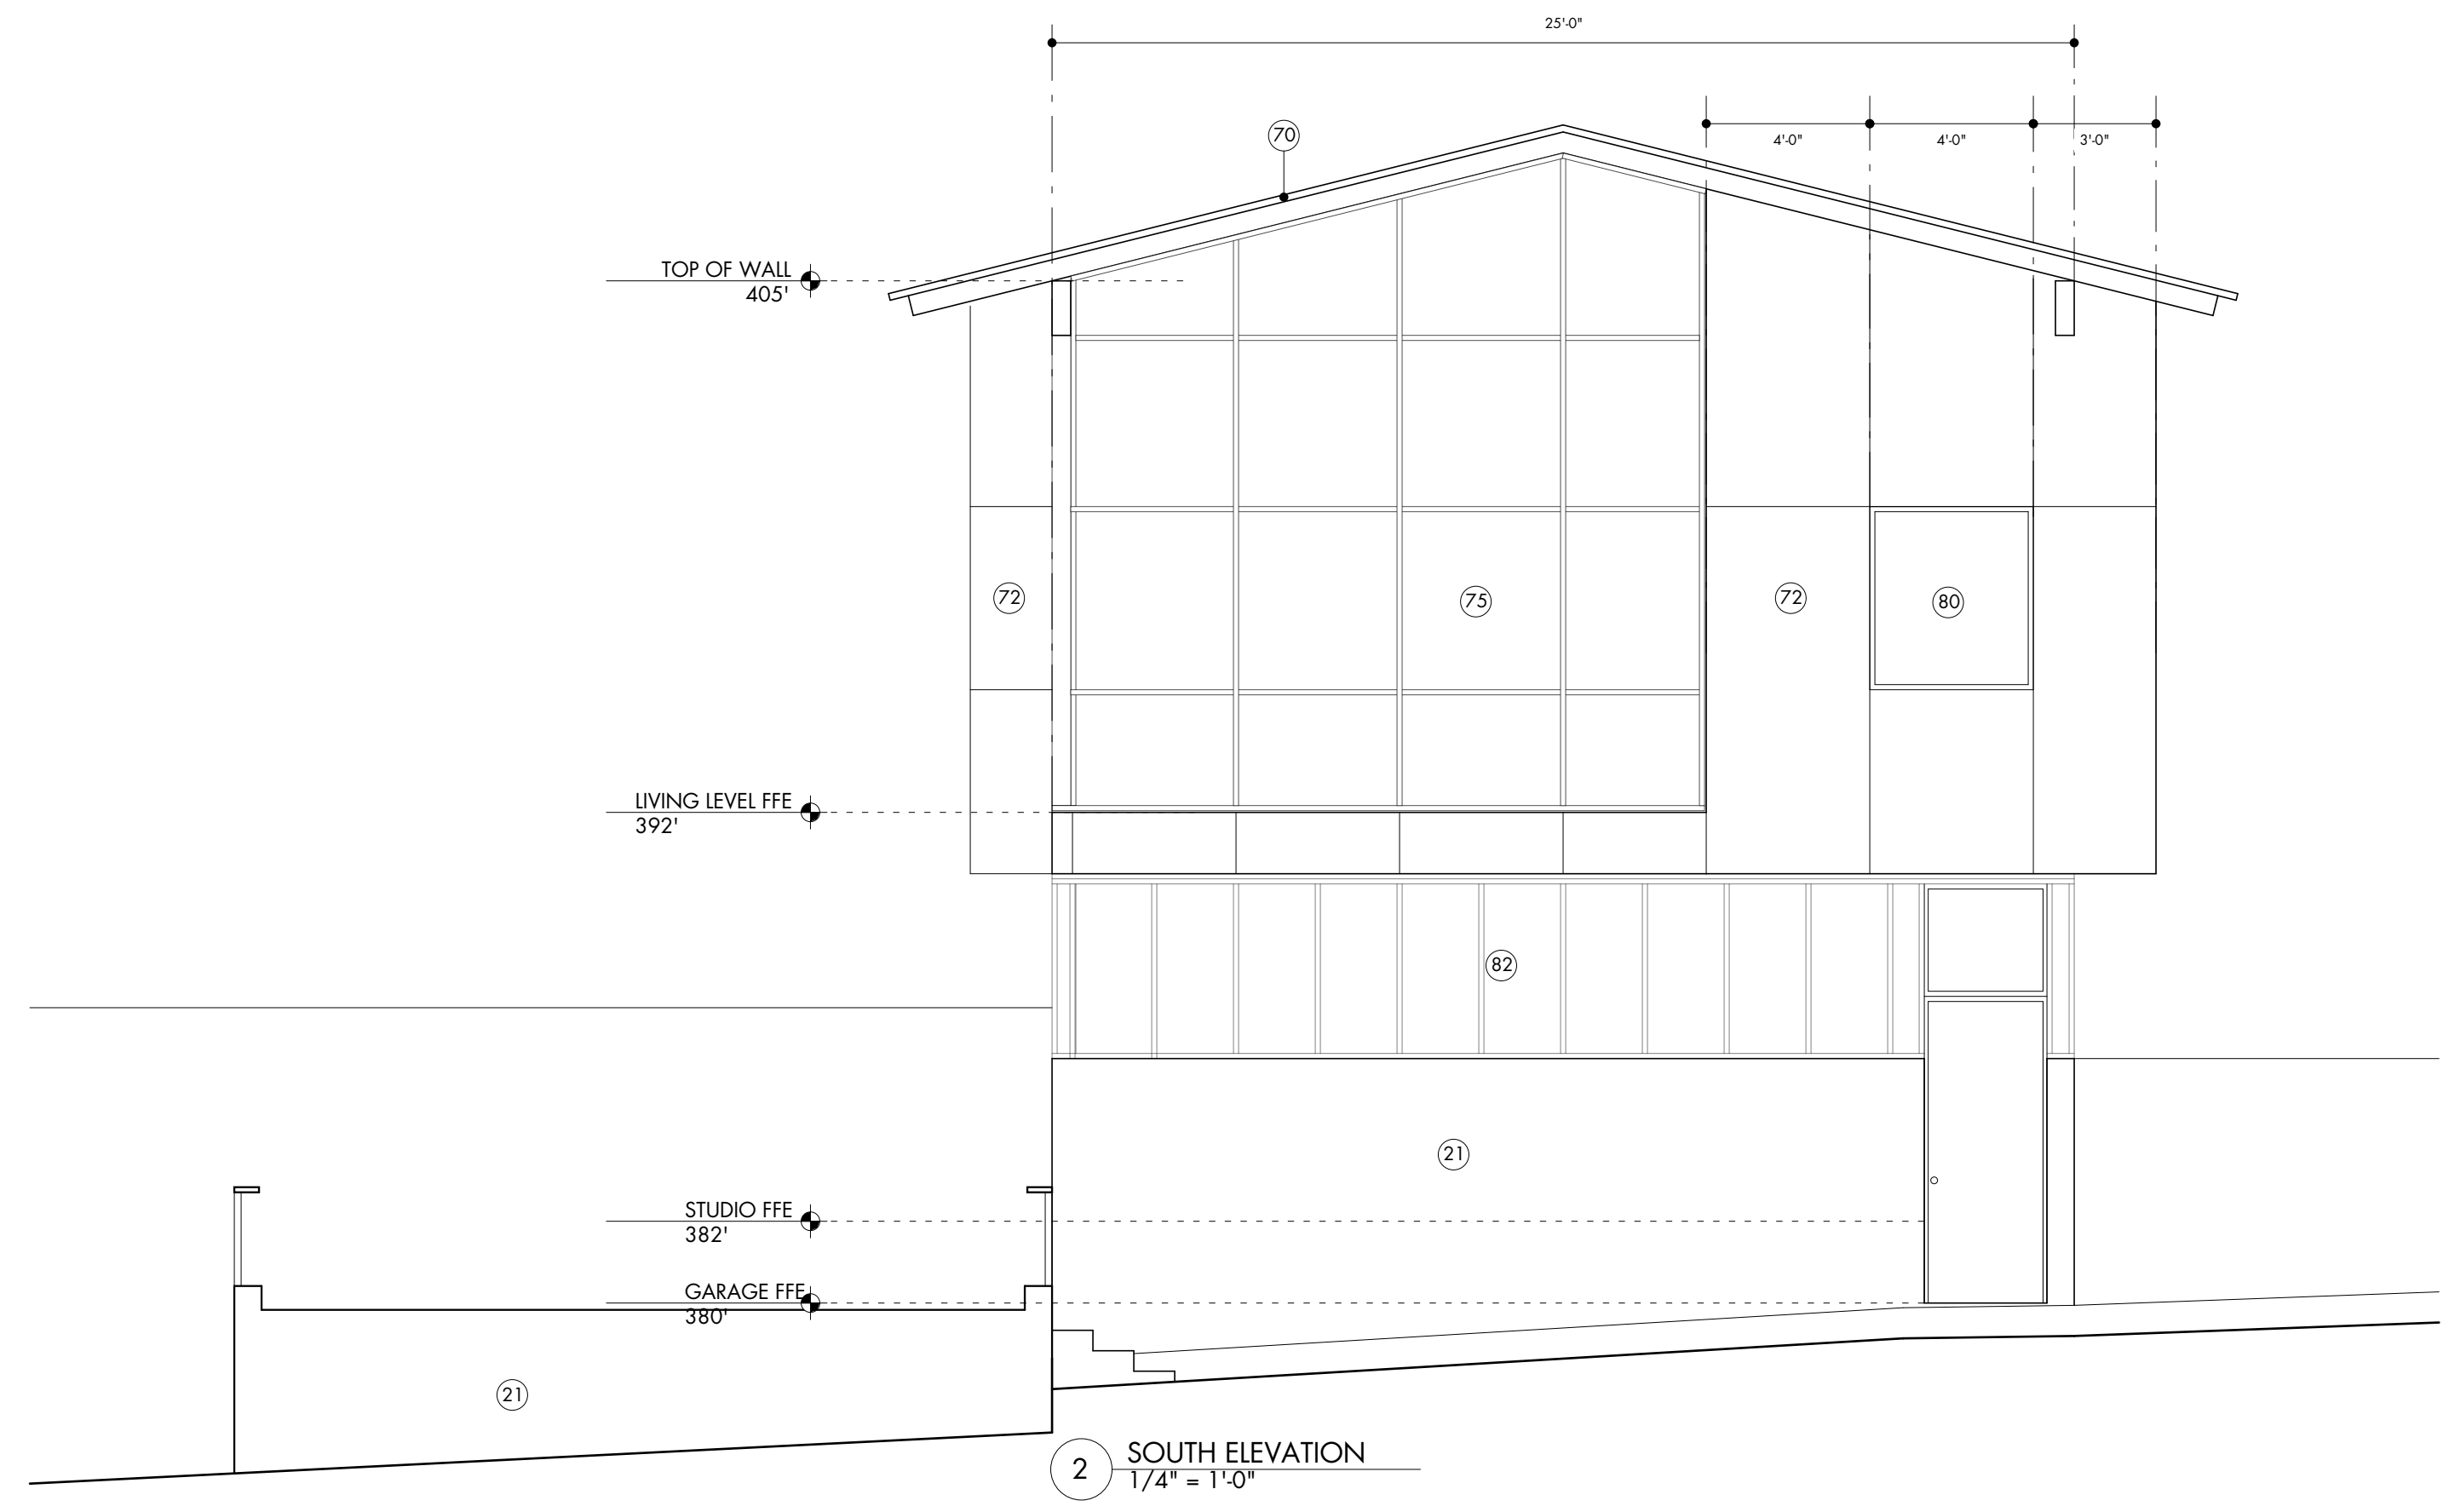 25'-0"
70
4'-0"
4'-0"
3'-0"
TOP OF WALL
405'
72
75
72
80
LIVING LEVEL FFE
392'
82
21
STUDIO FFE
382'
GARAGE FFE
380'
21
2
SOUTH ELEVATION
1/4" = 1'-0"